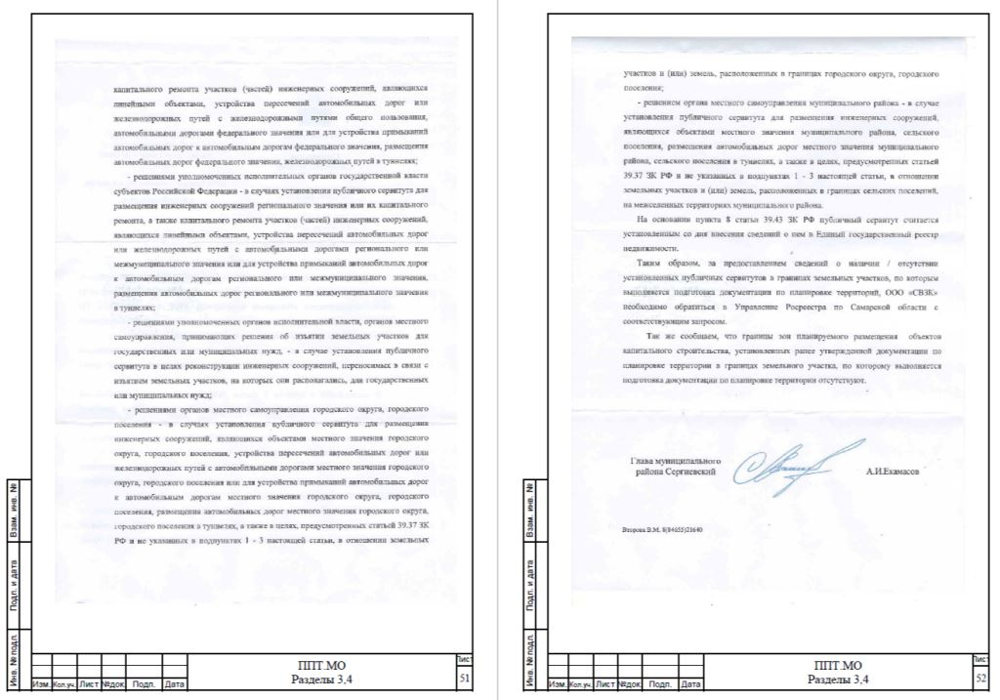 капитального ремонта участков (частей) инженерных сооружений, являющихся
линейными объектами, устройства пересечений автомобильных дорог или
железнодорожных путей с железнодорожными путями общего пользования,
автомобильными дорогами федерального значения или для устройства примыканий
автомобильных дорог к автомобильным дорогам федерального значения, размещения
автомобильных дорог федерального значения, железнодорожных путей в туннелях;
- решениями уполномоченных исполнительных органов государственной власти
субъектов Российской Федерации - в случаях установления публичного сервитута для
размещения инженерных сооружений регионального значения или их капитального
ремонта, а также капитального ремонта участков (частей) инженерных сооружений,
являющихся линейными объектами, устройства пересечений автомобильных дорог
или железнодорожных путей с автомобильными дорогами регионального или
межмуниципального значения или для устройства примыканий автомобильных дорог
к автомобильным дорогам регионального или межмуниципального значения,
размещения автомобильных дорог регионального или межмуниципального значения
в туннелях;
- решениями уполномоченных органов исполнительной власти, органов местного
самоуправления, принимающих решения об изъятии земельных участков для
государственных или муниципальных нужд, - в случае установления публичного
сервитута в целях реконструкции инженерных сооружений, переносимых в связи с
изъятием земельных участков, на которых они располагались, для государственных
или муниципальных нужд;
- решениями органов местного самоуправления городского округа, городского
поселения - в случаях установления публичного сервитута для размещения
инженерных сооружений, являющихся объектами местного значения городского
округа, городского поселения, устройства пересечений автомобильных дорог или
железнодорожных путей с автомобильными дорогами местного значения городского
округа, городского поселения или для устройства примыканий автомобильных дорог
к автомобильным дорогам местного значения городского округа, городского
поселения, размещения автомобильных дорог местного значения городского округа,
городского поселения в туннелях, а также в целях, предусмотренных статьей 39.37 ЗК
РФ и не указанных в подпунктах 1 - 3 настоящей статьи, в отношении земельных
Взам. инв. №
Подп. и дата
Инв. № подл.
Изм. Кол.уч. Лист №док. Подп. Дата
ППТ.МО
Разделы 3,4
Лист
51
участков и (или) земель, расположенных в границах городского округа, городского
поселения;
- решением органа местного самоуправления муниципального района - в случае
установления публичного сервитута для размещения инженерных сооружений,
являющихся объектами местного значения муниципального района, сельского
поселения, размещения автомобильных дорог местного значения муниципального
района, сельского поселения в туннелях, а также в целях, предусмотренных статьей
39.37 ЗК РФ и не указанных в подпунктах 1 - 3 настоящей статьи, в отношении
земельных участков и (или) земель, расположенных в границах сельских поселений,
на межселенных территориях муниципального района.
На основании пункта 8 статьи 39.43 ЗК РФ публичный сервитут считается
установленным со дня внесения сведений о нем в Единый государственный реестр
недвижимости.
Таким образом, за предоставлением сведений о наличии / отсутствии
установленных публичных сервитутов в границах земельных участков, по которым
выполняется подготовка документации по планировке территорий, ООО «СВЗК»
необходимо обратиться в Управление Росреестра по Самарской области с
соответствующим запросом.
Так же сообщаем, что границы зон планируемого размещения объектов
капитального строительства, установленных ранее утвержденной документации по
планировке территории в границах земельного участка, по которому выполняется
подготовка документации по планировке территории отсутствуют.
Глава муниципального
района Сергиевский
А.И.Екамасов
Второва В.М. 8(84655)21640
Взам. инв. №
Подп. и дата
Инв. № подл.
Изм. Кол.уч. Лист №док. Подп. Дата
ППТ.МО
Разделы 3,4
Лист
52